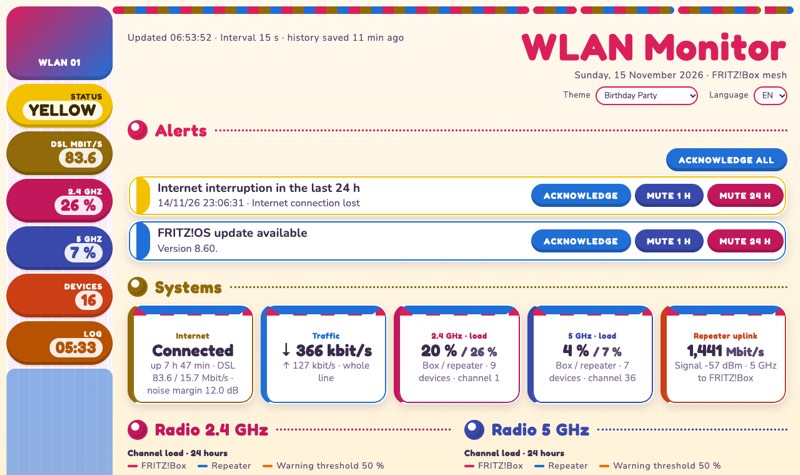 WLAN 01
STATUS
YELLOW
DSL MBIT/S
83.6
2.4 GHZ
26 %
5 GHZ
7 %
DEVICES
16
LOG
05:33
Updated 06:53:52 · Interval 15 s · history saved 11 min ago
WLAN Monitor
Sunday, 15 November 2026 · FRITZ!Box mesh
Theme Birthday Party Language EN
Alerts
ACKNOWLEDGE ALL
Internet interruption in the last 24 h
14/11/26 23:06:31 · Internet connection lost
ACKNOWLEDGE MUTE 1 H MUTE 24 H
FRITZ!OS update available
Version 8.60.
ACKNOWLEDGE MUTE 1 H MUTE 24 H
Systems
Internet
Connected
up 7 h 47 min · DSL
83.6 / 15.7 Mbit/s ·
noise margin 12.0 dB
Traffic
↓ 366 kbit/s
↑ 127 kbit/s · whole
line
2.4 GHz · load
20 % / 26 %
Box / repeater · 9
devices · channel 1
5 GHz · load
4 % / 7 %
Box / repeater · 7
devices · channel 36
Repeater uplink
1,441 Mbit/s
Signal -57 dBm · 5 GHz
to FRITZ!Box
Radio 2.4 GHz
Channel load · 24 hours
FRITZ!Box Repeater Warning threshold 50 %
Radio 5 GHz
Channel load · 24 hours
FRITZ!Box Repeater Warning threshold 50 %